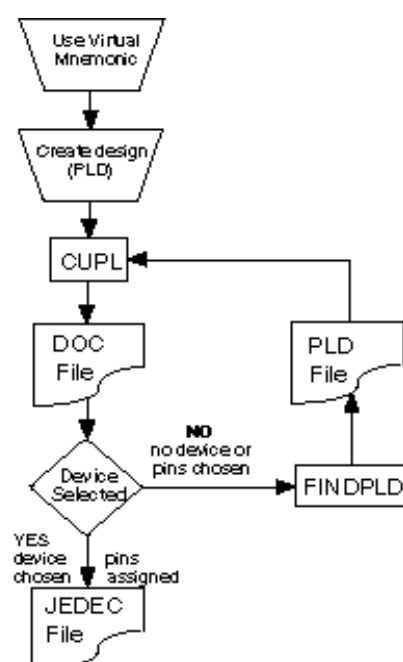 Use Virtual
Mnemonic
Create design
(PLD)
CUPL
DOC
File
PLD
File
NO
no device or
pins chosen
Device
Selected
FINDPLD
YES
device
chosen
pins
assigned
JEDEC
File